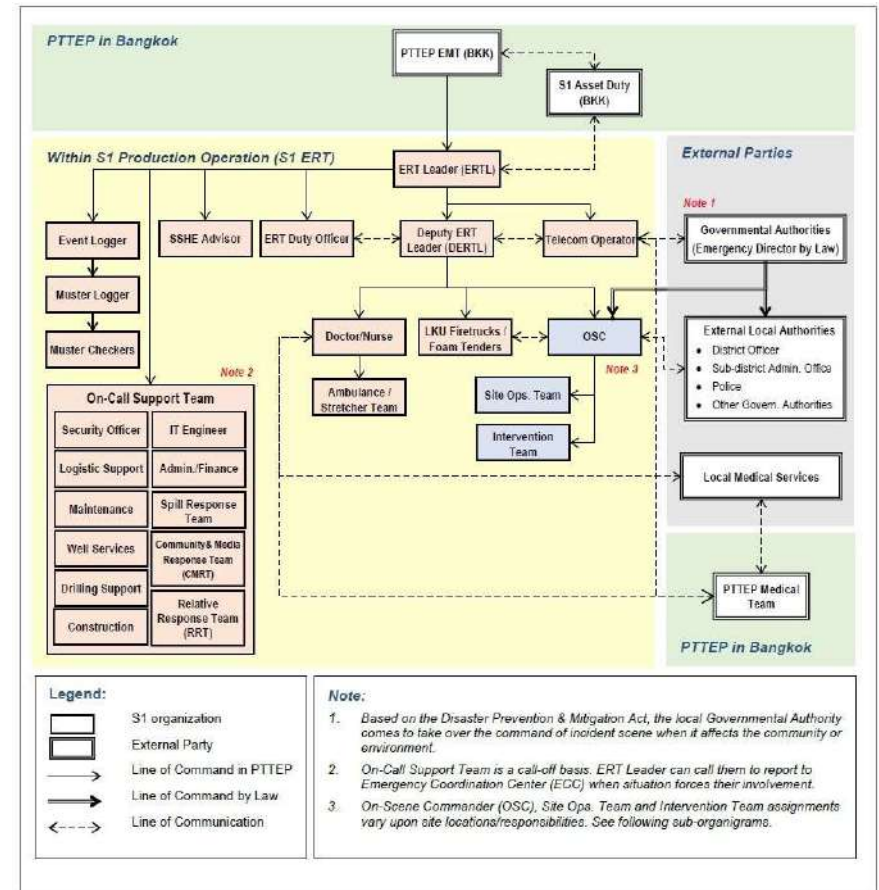 PTTEP in Bangkok
PTTEP EMT (BKK)
S1 Asset Duty
(BKK)
Within S1 Production Operation (S1 ERT)
External Parties
ERT Leader (ERTL)
Note 1
Event Logger
SSHE Advisor
ERT Duty Officer
Deputy ERT
Leader (DERTL)
Telecom Operator
Governmental Authorities
(Emergency Director by Law)
Muster Logger
Muster Checkers
Doctor/Nurse
LKU Firetrucks /
Foam Tenders
OSC
External Local Authorities
• District Officer
• Sub-district Admin. Office
• Police
• Other Govern. Authorities
Note 2
Note 3
On-Call Support Team
Ambulance /
Stretcher Team
Site Ops. Team
Intervention
Team
Security Officer
IT Engineer
Logistic Support
Admin./Finance
Local Medical Services
Maintenance
Spill Response
Team
Well Services
Community& Media
Response Team
(CMRT)
Drilling Support
Relative
Response Team
(RRT)
Construction
PTTEP Medical
Team
PTTEP in Bangkok
Legend:
S1 organization
External Party
Line of Command in PTTEP
Line of Command by Law
Line of Communication
Note:
1. Based on the Disaster Prevention & Mitigation Act, the local Governmental Authority
comes to take over the command of incident scene when it affects the community or
environment.
2. On-Call Support Team is a call-off basis. ERT Leader can call them to report to
Emergency Coordination Center (ECC) when situation forces their involvement.
3. On-Scene Commander (OSC), Site Ops. Team and Intervention Team assignments
vary upon site locations/responsibilities. See following sub-organigrams.